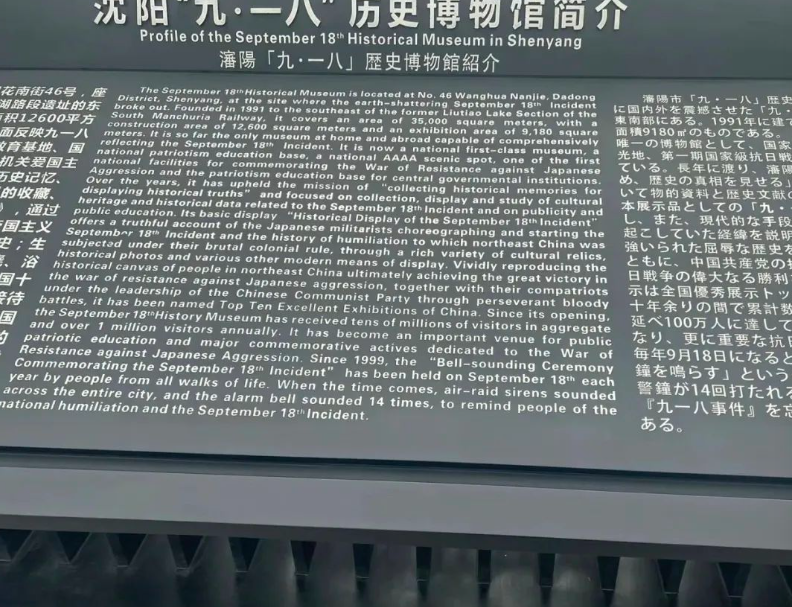 沈阳"九·一八"历史博物馆简介
Profile of the September 18th Historical Museum in Shenyang
瀋陽「九·一八」歴史博物館紹介
花南街46号，座
湖路段遗址的东
积12600平方
面反映九一八
教育基地、国
机关爱国主
历史记忆、
的收藏、
，通过
帝国主义
史；生
、浴
国十
接待
国
的
The September 18th Historical Museum is located at No. 46 Wanghua Nanjie, Dadong
District, Shenyang, at the site where the earth-shattering September 18th Incident
broke out. Founded in 1991 to the southeast of the former Liutiao Lake Section of the
South Manchuria Railway, it covers an area of 35,000 square meters, with a
construction area of 12,600 square meters and an exhibition area of 9,180 square
meters. It is so far the only museum at home and abroad capable of comprehensively
reflecting the September 18th Incident. It is now a national first-class museum, a
national patriotism education base, a national AAAA scenic spot, one of the first
national facilities for commemorating the War of Resistance against Japanese
Aggression and the patriotism education base for central governmental institutions.
Over the years, it has upheld the mission of "collecting historical memories for
displaying historical truths" and focused on collection, display and study of cultural
heritage and historical data related to the September 18th Incident and on publicity and
public education. Its basic display "Historical Display of the September 18th Incident"
offers a truthful account of the Japanese militarists choreographing and starting the
September 18th Incident and the history of humiliation to which northeast China was
subjected under their brutal colonial rule, through a rich variety of cultural relics,
historical photos and various other modern means of display. Vividly reproducing the
historical canvas of people in northeast China ultimately achieving the great victory in
the war of resistance against Japanese aggression, together with their compatriots
under the leadership of the Chinese Communist Party through perseverant bloody
battles, it has been named Top Ten Excellent Exhibitions of China. Since its opening,
the September 18th History Museum has received tens of millions of visitors in aggregate
and over 1 million visitors annually. It has become an important venue for public
patriotic education and major commemorative actives dedicated to the War of
Resistance against Japanese Aggression. Since 1999, the "Bell-sounding Ceremony
Commemorating the September 18th Incident" has been held on September 18th each
year by people from all walks of life. When the time comes, air-raid sirens sounded
across the entire city, and the alarm bell sounded 14 times, to remind people of the
national humiliation and the September 18th Incident.
瀋陽市「九·一八」歴史
に国内外を震撼させた「九·
東南部にある。1991年に建て
面積9180㎡のものである。
唯一の博物館として、国家
光地、第一期国家級抗日戦
ている。長年に渡り、瀋陽
め、歴史の真相を見せる」
いて物的資料と歴史文献
本展示品としての「九·
し、また、現代的な手段
起こしていた経緯を説明
強いられた屈辱な歴史を
ともに、中国共産党の
日戦争の偉大なる勝利
示は全国優秀展示トッ
十年余りの間で累計数
延べ100万人に達して
なり、更に重要な抗日
毎年9月18日になると
鐘を鳴らす」という
警鐘が14回打たれる
『九一八事件』を忘
ある。